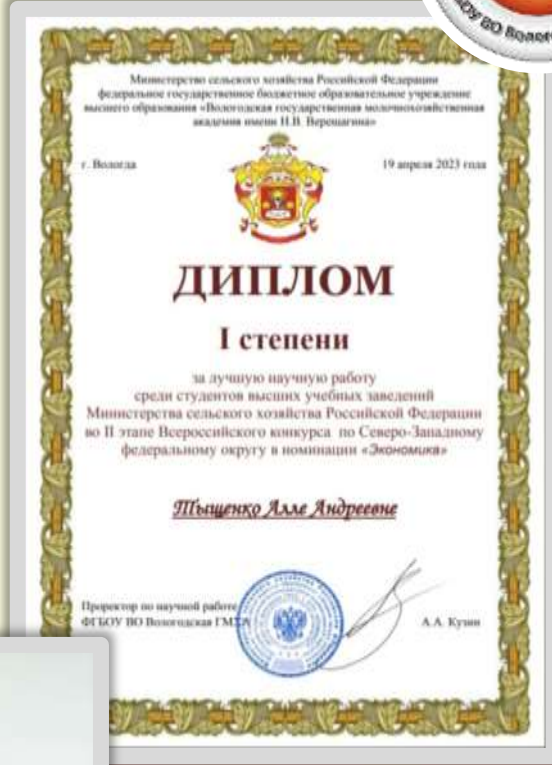 ФГБОУ ВО Волог
Министерство сельского хозяйства Российской Федерации
федеральное государственное бюджетное образовательное учреждение
высшего образования «Вологодская государственная молочнохозяйственная
академия имени Н.В. Верещагина»
г. Вологда 19 апреля 2023 года
ДИПЛОМ
I степени
за лучшую научную работу
среди студентов высших учебных заведений
Министерства сельского хозяйства Российской Федерации
во II этапе Всероссийского конкурса по Северо-Западному
федеральному округу в номинации «Экономика»
Тыщенко Алле Андреевне
Проректор по научной работе
ФГБОУ ВО Вологодская ГМХА А.А. Кузин